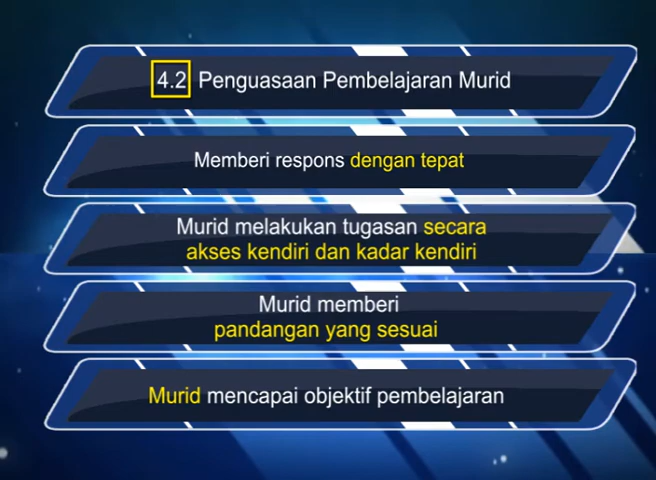 4.2 Penguasaan Pembelajaran Murid
Memberi respons dengan tepat
Murid melakukan tugasan secara
akses kendiri dan kadar kendiri
Murid memberi
pandangan yang sesuai
Murid mencapai objektif pembelajaran